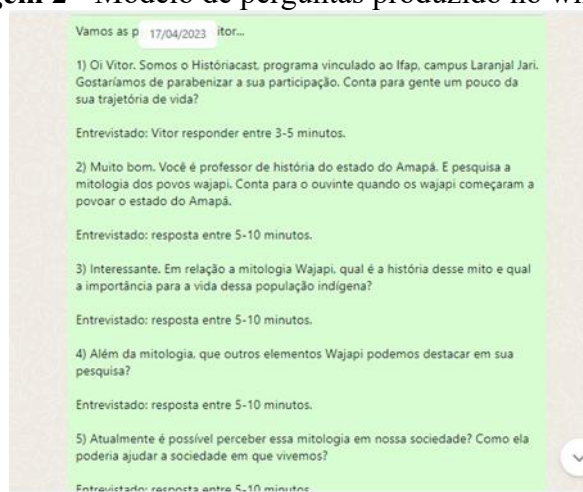 gem 2 - Modelo de perguntas produzido no wh
Vamos as p 17/04/2023 itor...
1) Oi Vitor. Somos o Históriacast, programa vinculado ao Ifap, campus Laranjal Jari.
Gostaríamos de parabenizar a sua participação. Conta para gente um pouco da
sua trajetória de vida?
Entrevistado: Vitor responder entre 3-5 minutos.
2) Muito bom. Você é professor de história do estado do Amapá. E pesquisa a
mitologia dos povos wajapi. Conta para o ouvinte quando os wajapi começaram a
povoar o estado do Amapá.
Entrevistado: resposta entre 5-10 minutos.
3) Interessante. Em relação a mitologia Wajapi, qual é a história desse mito e qual
a importância para a vida dessa população indígena?
Entrevistado: resposta entre 5-10 minutos.
4) Além da mitologia, que outros elementos Wajapi podemos destacar em sua
pesquisa?
Entrevistado: resposta entre 5-10 minutos.
5) Atualmente é possível perceber essa mitologia em nossa sociedade? Como ela
poderia ajudar a sociedade em que vivemos?
Entrevistado: resposta entre 5-10 minutos